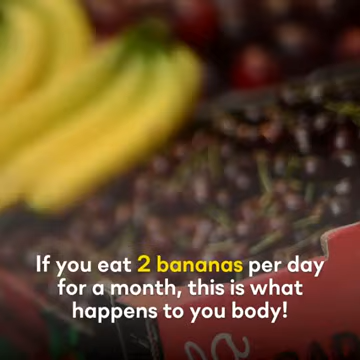 If you eat 2 bananas per day
for a month, this is what
happens to you body!